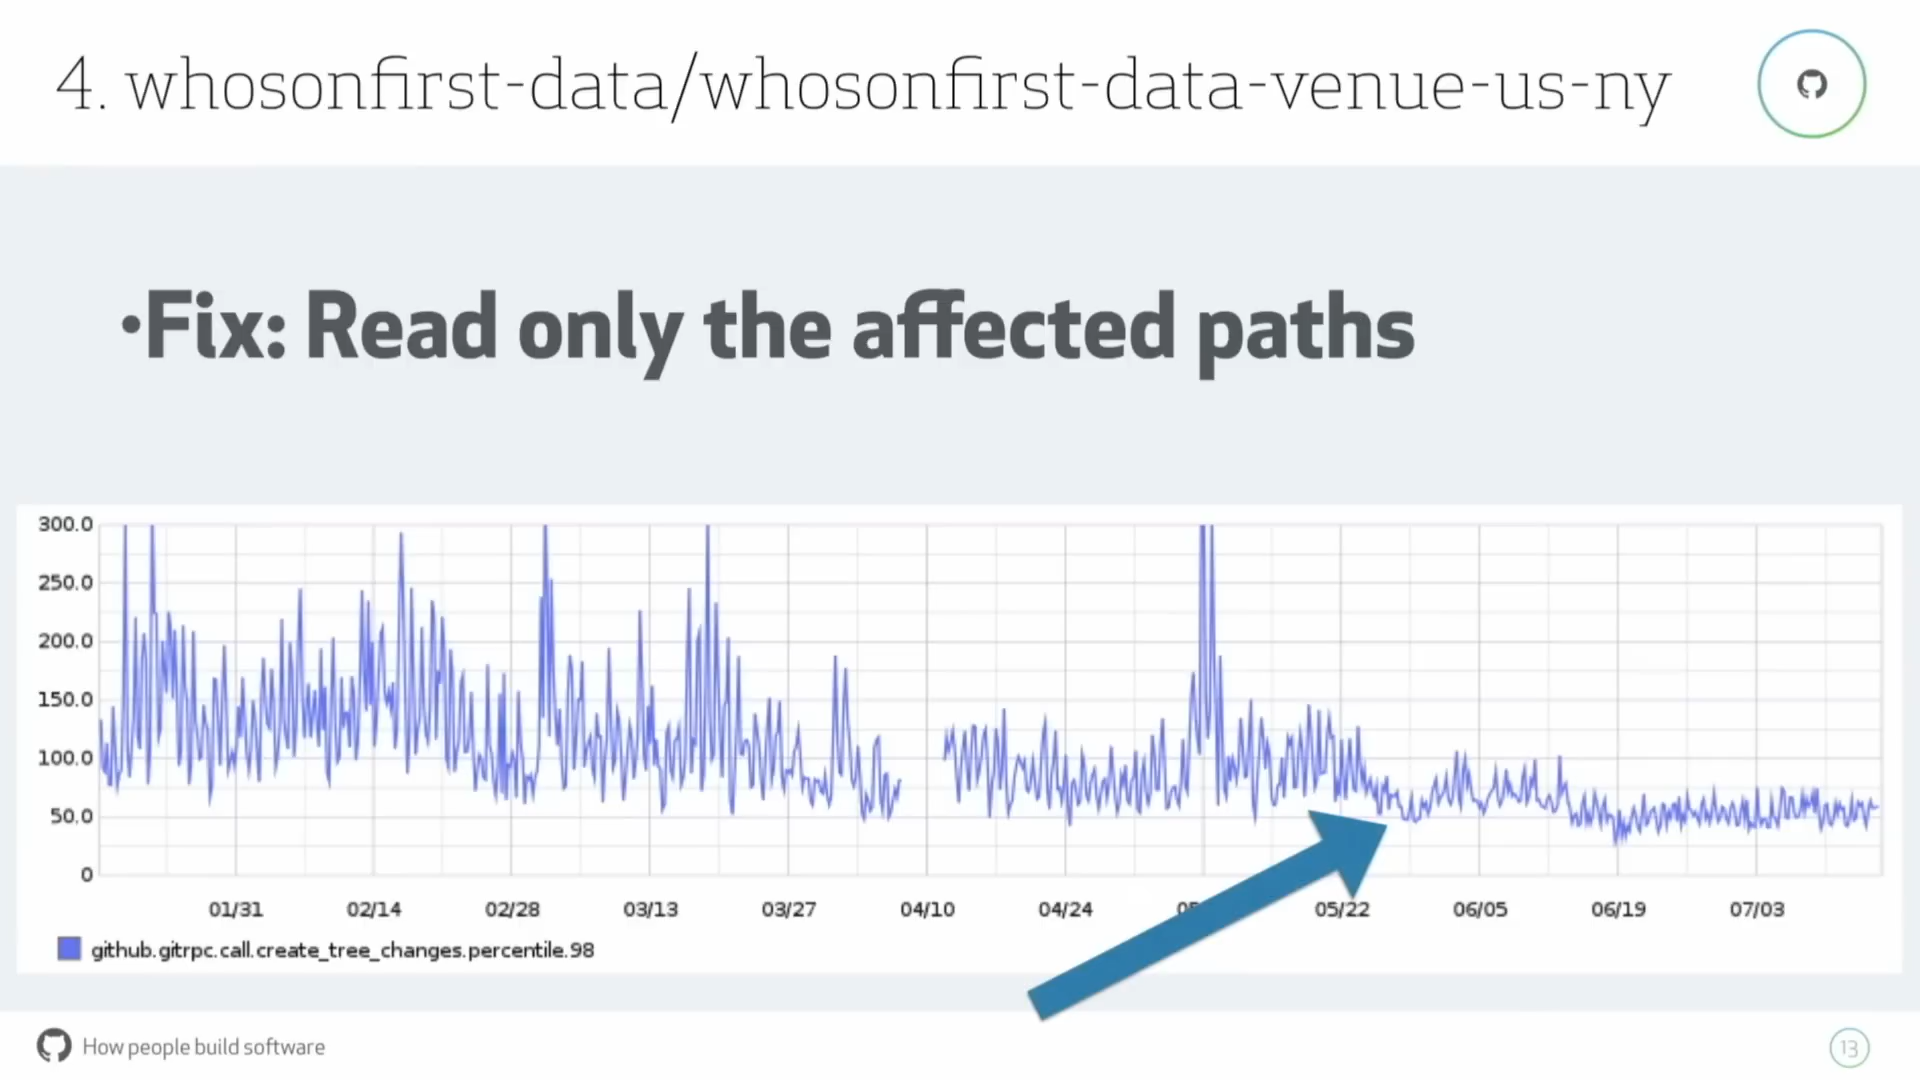 4. whosonfirst-data/whosonfirst-data-venue-us-ny
•Fix: Read only the affected paths
300.0
250.0
200.0
150.0
100.0
50.0
0
01/31 02/14 02/28 03/13 03/27 04/10 04/24 05/22 06/05 06/19 07/03
github.gitrpc.call.create_tree_changes.percentile.98
How people build software
13